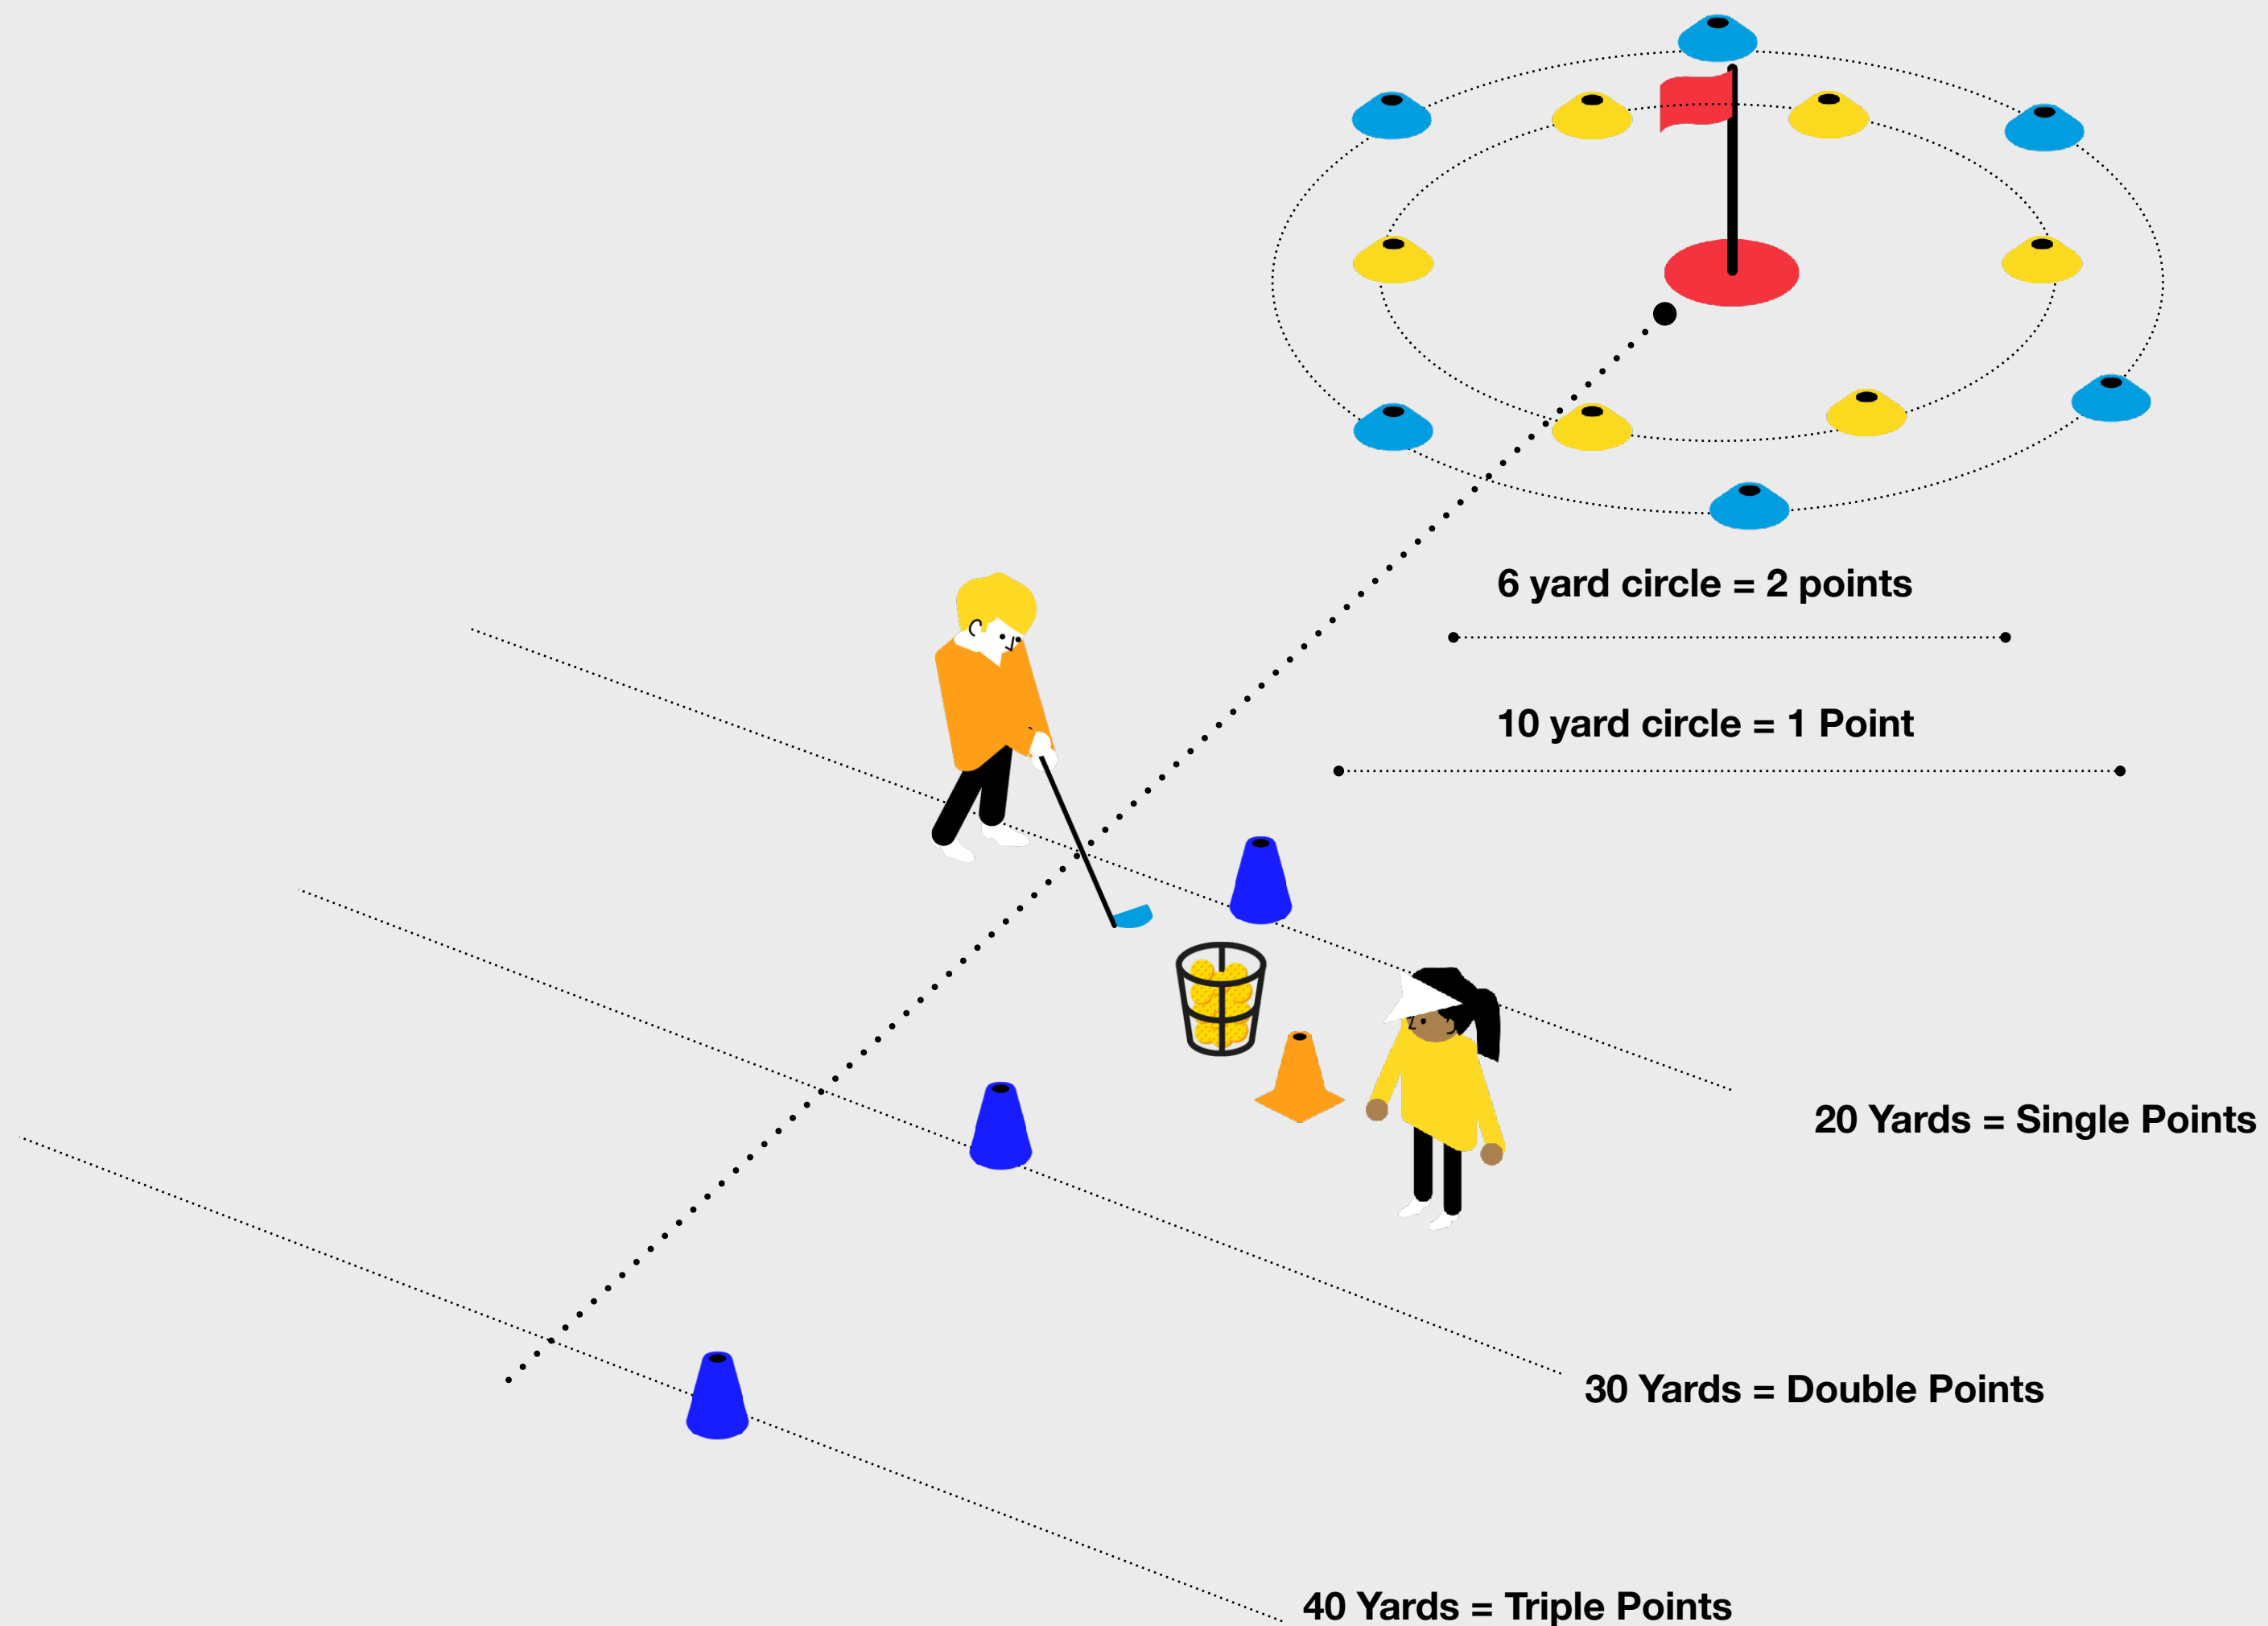 6 yard circle = 2 points
10 yard circle = 1 Point
20 Yards = Single Points
30 Yards = Double Points
40 Yards = Triple Points